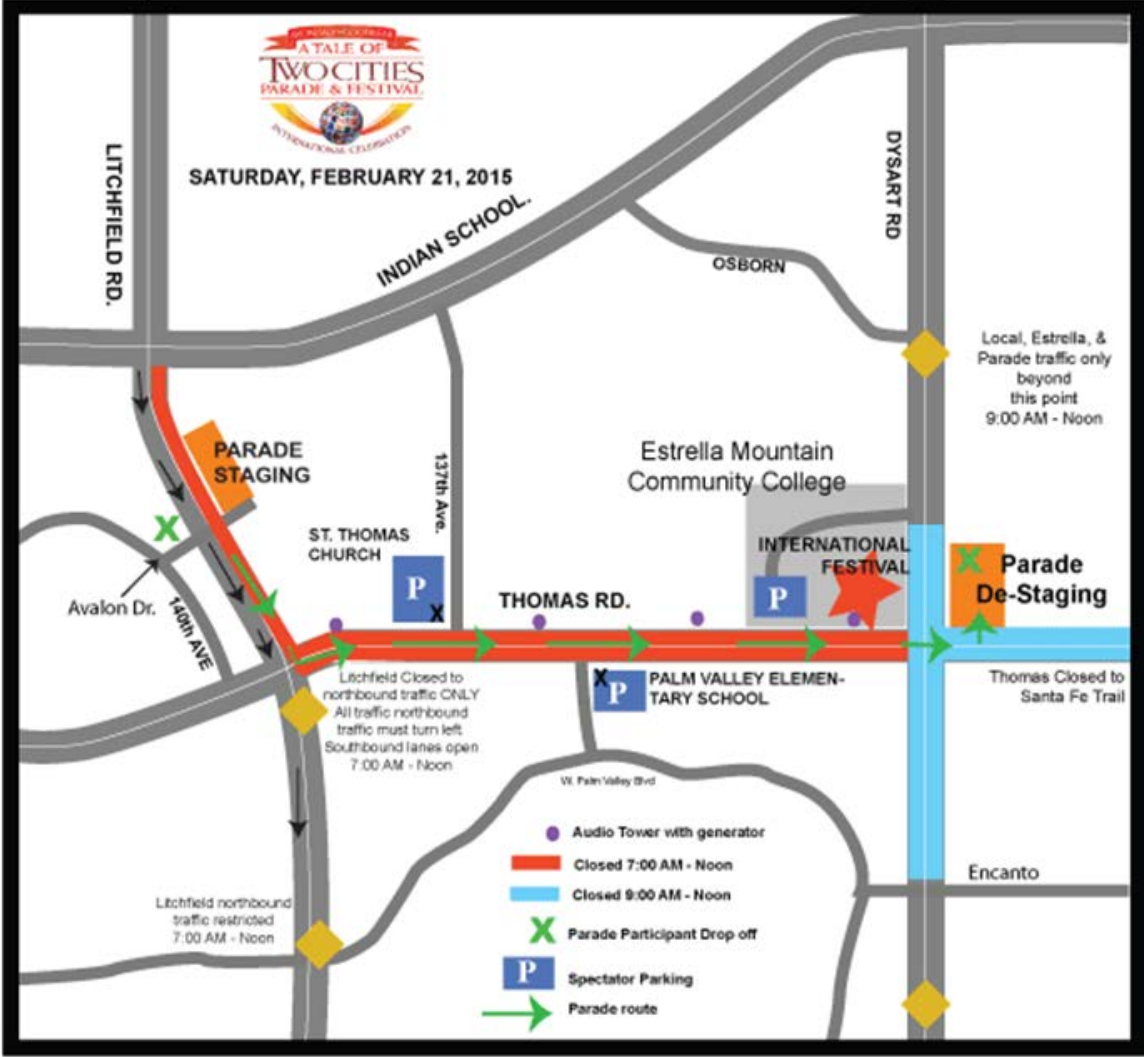 A TALE OF
TWO CITIES
PARADE & FESTIVAL
INTERNATIONAL CELEBRATION
SATURDAY, FEBRUARY 21, 2015
LITCHFIELD RD.
INDIAN SCHOOL.
DYSART RD
OSBORN
Local, Estrella, &
Parade traffic only
beyond
this point
9:00 AM - Noon
PARADE
STAGING
137th Ave.
Estrella Mountain
Community College
X
ST. THOMAS
CHURCH
INTERNATIONAL
FESTIVAL
X
Parade
De-Staging
P
X
P
Avalon Dr.
140th AVE
THOMAS RD.
Litchfield Closed to
northbound traffic ONLY
All traffic northbound
traffic must turn left
Southbound lanes open
7:00 AM - Noon
X
P
PALM VALLEY ELEMEN-
TARY SCHOOL
Thomas Closed to
Santa Fe Trail
W. Palm Valley Blvd
Audio Tower with generator
Closed 7:00 AM - Noon
Closed 9:00 AM - Noon
X Parade Participant Drop off
P Spectator Parking
Parade route
Encanto
Litchfield northbound
traffic restricted
7:00 AM - Noon